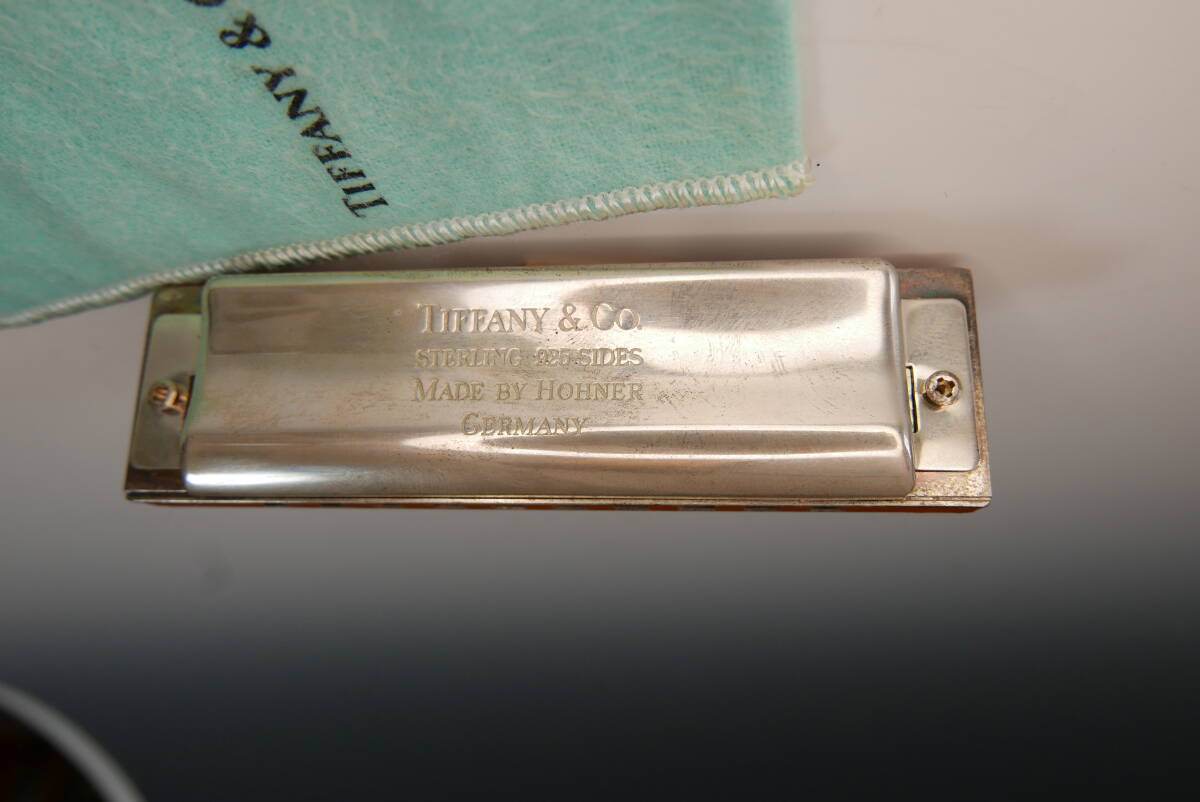 TIFFANY & C
TIFFANY & CO.
STERLING 925 SIDES
MADE BY HOHNER
GERMANY